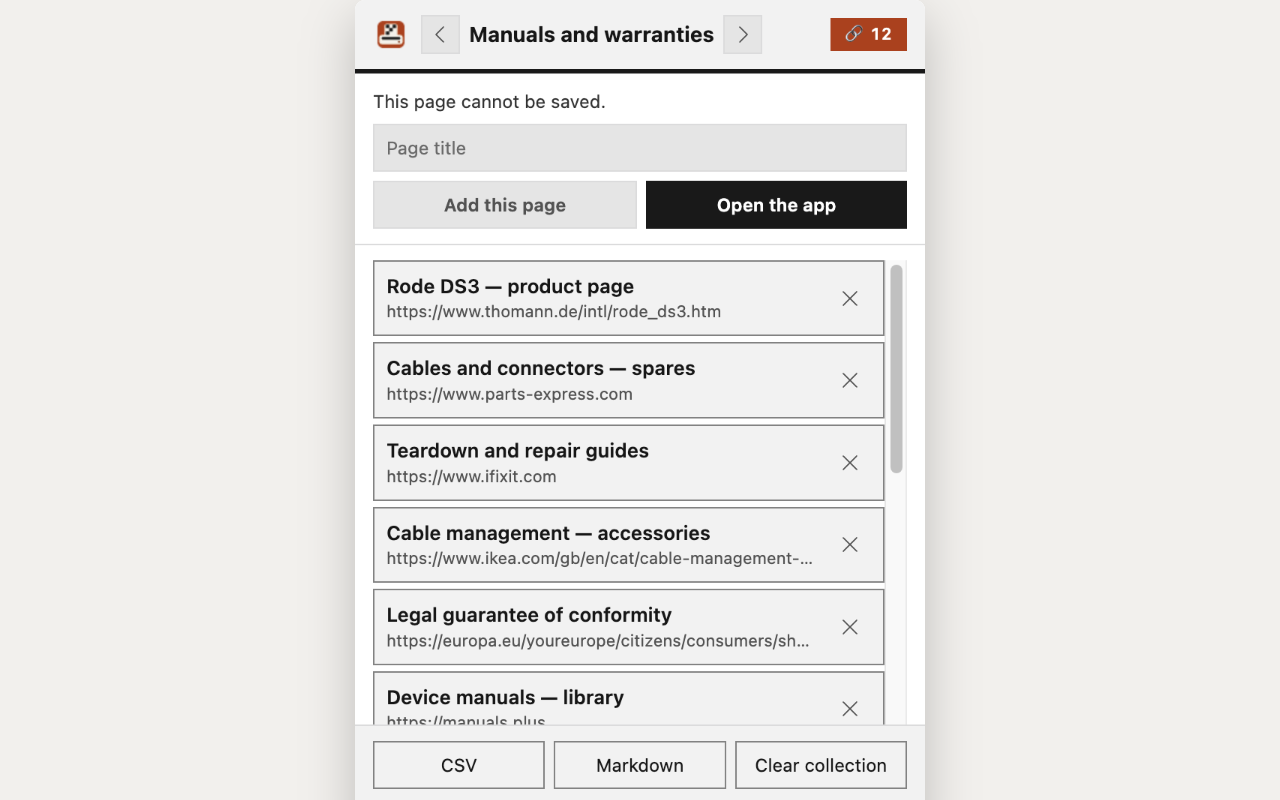 Manuals and warranties
12
This page cannot be saved.
Page title
Add this page
Open the app
Rode DS3 — product page
https://www.thomann.de/intl/rode_ds3.htm
Cables and connectors — spares
https://www.parts-express.com
Teardown and repair guides
https://www.ifixit.com
Cable management — accessories
https://www.ikea.com/gb/en/cat/cable-management-...
Legal guarantee of conformity
https://europa.eu/youreurope/citizens/consumers/sh...
Device manuals — library
https://manuals.plus
CSV
Markdown
Clear collection